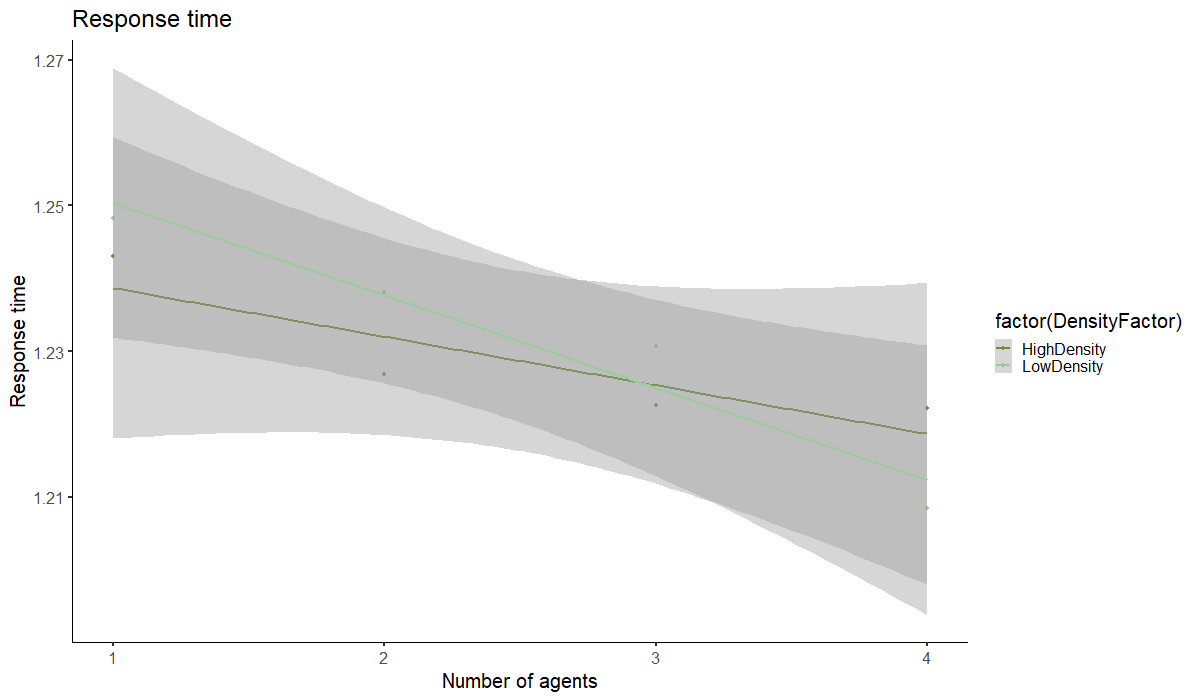 Response time
1.27
1.25
1.23
1.21
Response time
1
2
3
4
Number of agents
factor(DensityFactor)
HighDensity
LowDensity